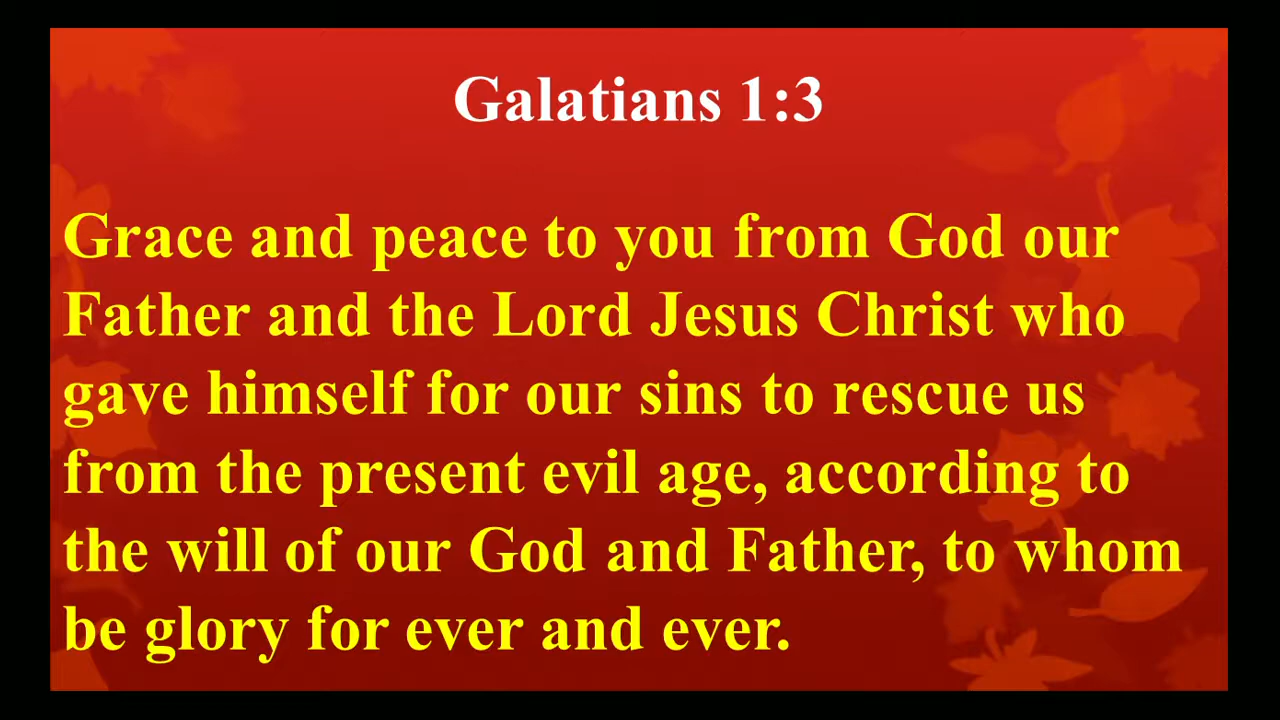 Galatians 1:3
Grace and peace to you from God our
Father and the Lord Jesus Christ who
gave himself for our sins to rescue us
from the present evil age, according to
the will of our God and Father, to whom
be glory for ever and ever.